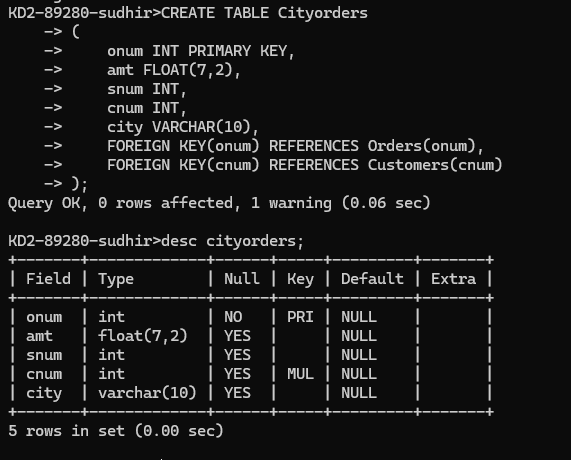 KD2-89280-sudhir>CREATE TABLE Cityorders
    -> (
    ->     onum INT PRIMARY KEY,
    ->     amt FLOAT(7,2),
    ->     snum INT,
    ->     cnum INT,
    ->     city VARCHAR(10),
    ->     FOREIGN KEY(onum) REFERENCES Orders(onum),
    ->     FOREIGN KEY(cnum) REFERENCES Customers(cnum)
    -> );
Query OK, 0 rows affected, 1 warning (0.06 sec)
KD2-89280-sudhir>desc cityorders;
+-------+-------------+------+-----+---------+-------+
| Field | Type        | Null | Key | Default | Extra |
+-------+-------------+------+-----+---------+-------+
| onum  | int         | NO   | PRI | NULL    |       |
| amt   | float(7,2)  | YES  |     | NULL    |       |
| snum  | int         | YES  |     | NULL    |       |
| cnum  | int         | YES  | MUL | NULL    |       |
| city  | varchar(10) | YES  |     | NULL    |       |
+-------+-------------+------+-----+---------+-------+
5 rows in set (0.00 sec)